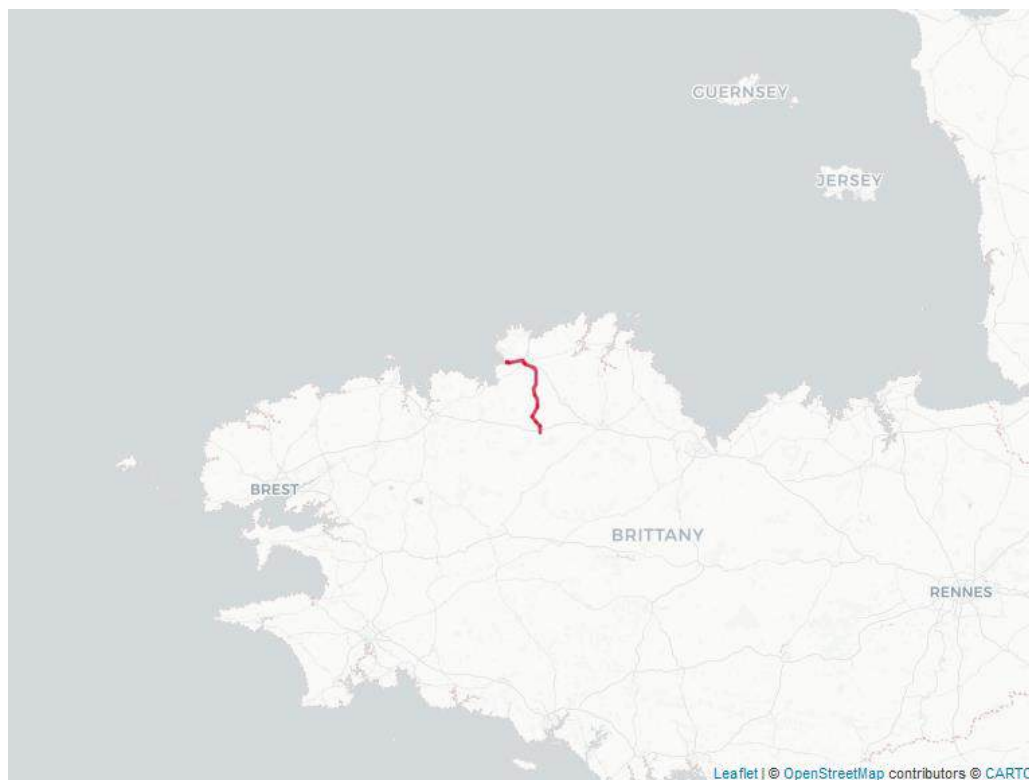 GUERNSEY
JERSEY
BREST
BRITTANY
RENNES
Leaflet | © OpenStreetMap contributors © CARTO